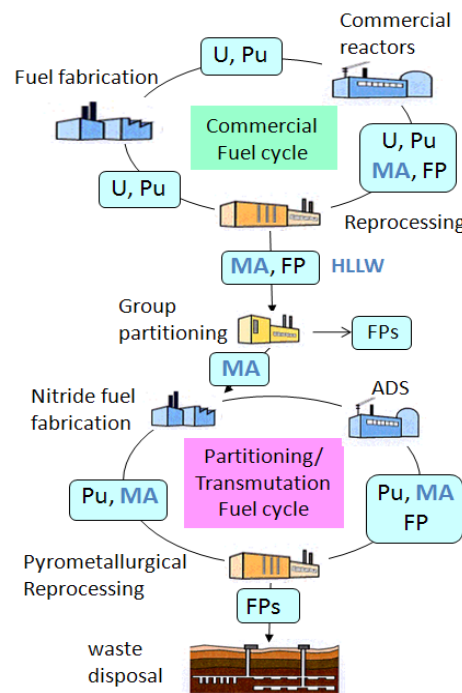 Commercial
reactors
U, Pu
Fuel fabrication
Commercial
Fuel cycle
U, Pu
MA, FP
U, Pu
Reprocessing
MA, FP
HLLW
Group
partitioning
FPs
MA
Nitride fuel
fabrication
ADS
Partitioning/
Transmutation
Fuel cycle
Pu, MA
Pu, MA
FP
Pyrometallurgical
Reprocessing
FPs
waste
disposal